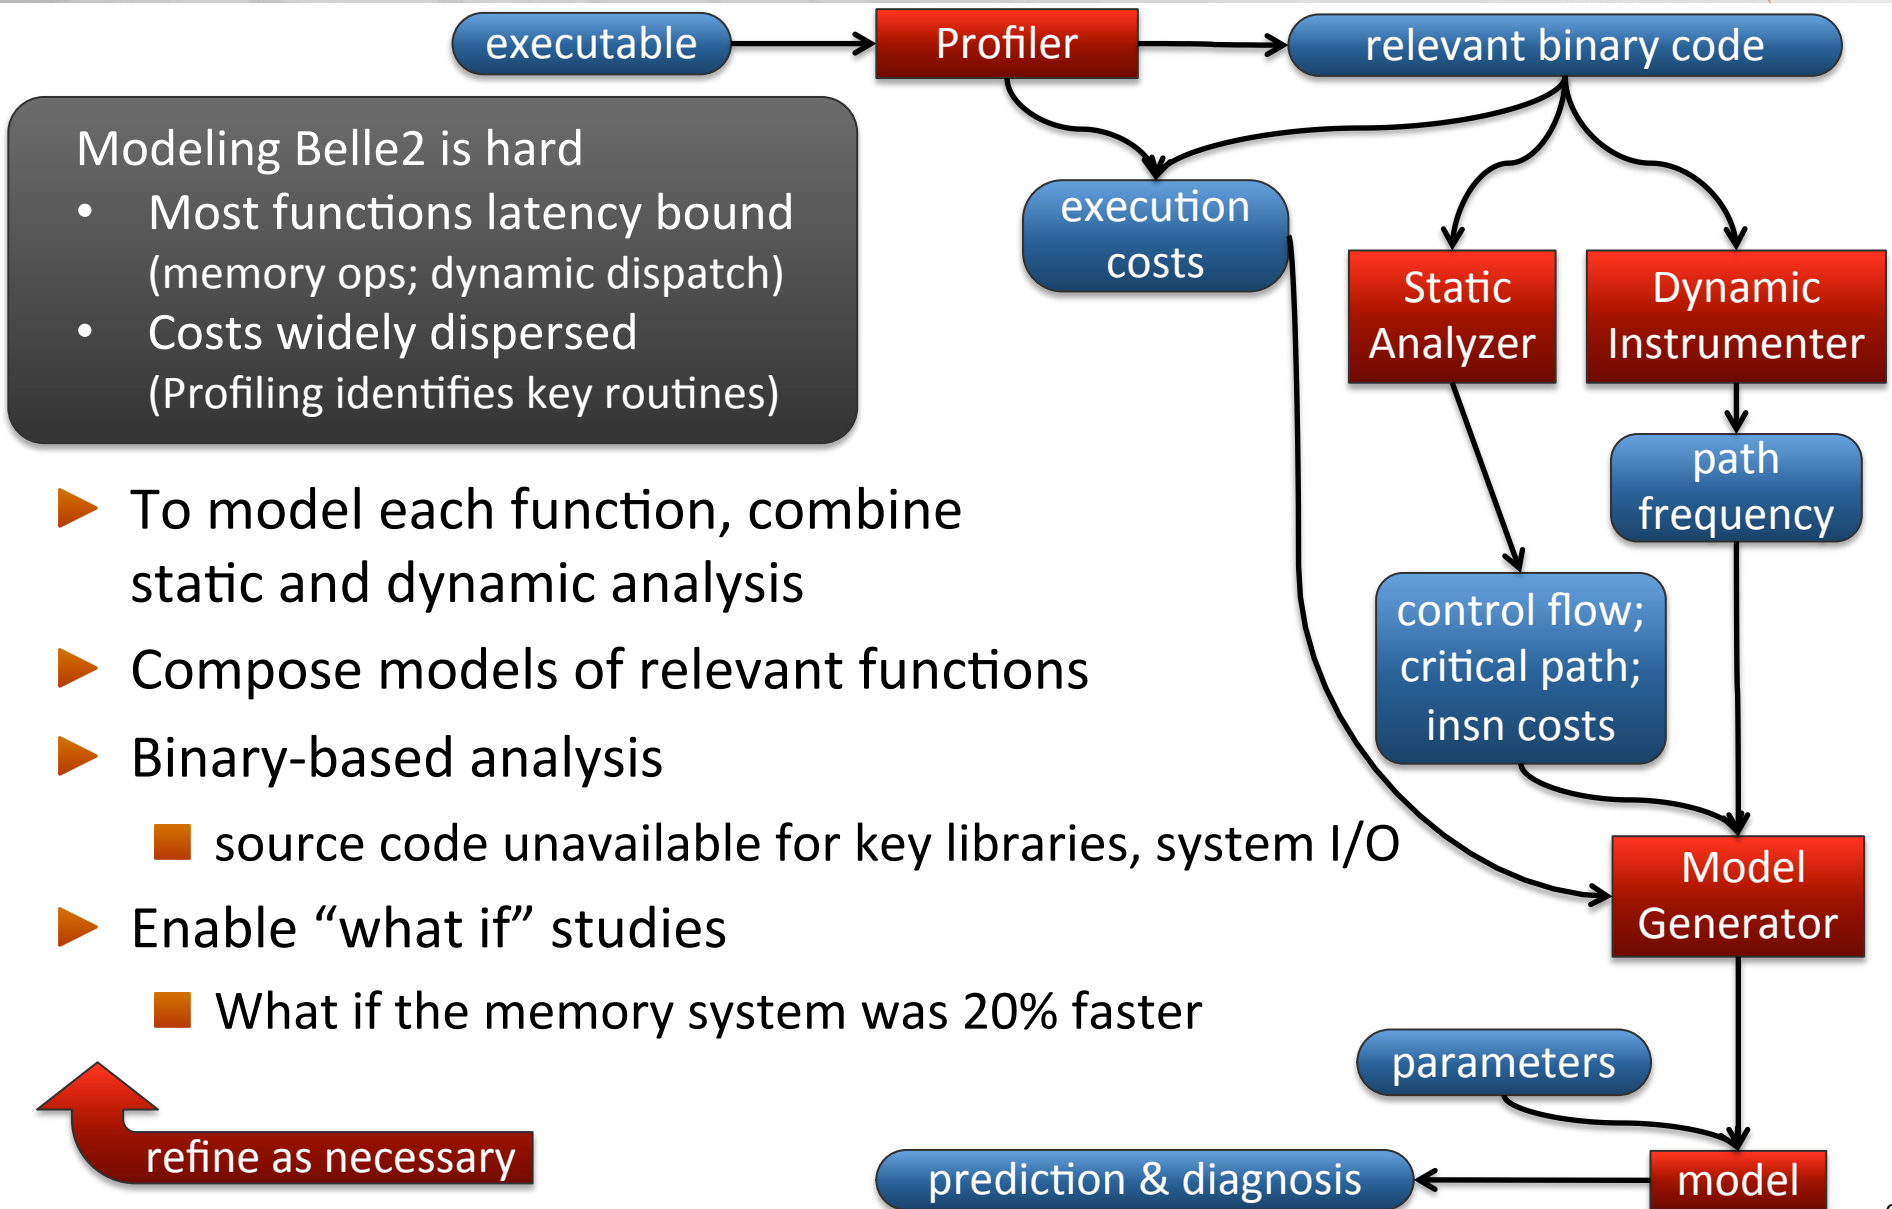 executable
Profiler
relevant binary code
Modeling Belle2 is hard
• Most functions latency bound
(memory ops; dynamic dispatch)
• Costs widely dispersed
(Profiling identifies key routines)
execution
costs
Static
Analyzer
Dynamic
Instrumenter
path
frequency
control flow;
critical path;
insn costs
To model each function, combine
static and dynamic analysis
Compose models of relevant functions
Binary-based analysis
source code unavailable for key libraries, system I/O
Enable “what if” studies
What if the memory system was 20% faster
Model
Generator
parameters
refine as necessary
prediction & diagnosis
model